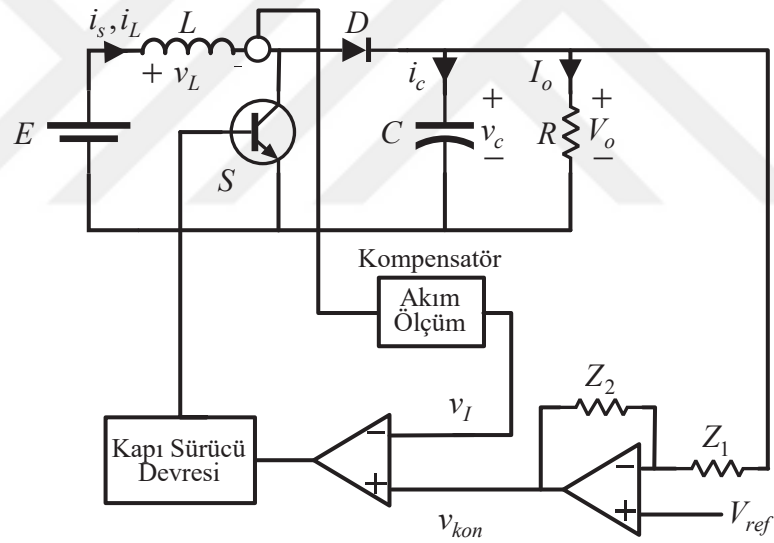 i_s, i_L
L
D
+ v_L -
i_c
I_o
E
S
C
+
v_c
−
R
+
V_o
−
Kompensatör
Akım
Ölçüm
v_I
Z_2
Z_1
Kapı Sürücü
Devresi
−
+
−
+
v_kon
V_ref